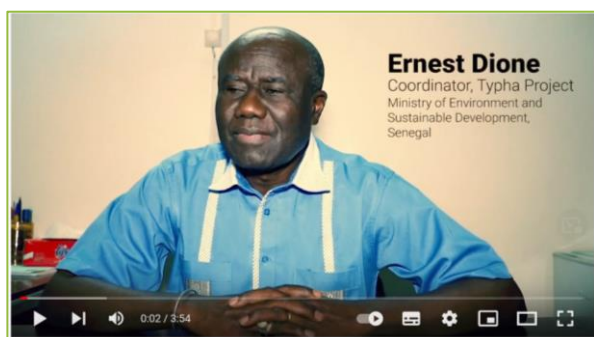 Ernest Dione
Coordinator, Typha Project
Ministry of Environment and
Sustainable Development,
Senegal
0:02 / 3:54